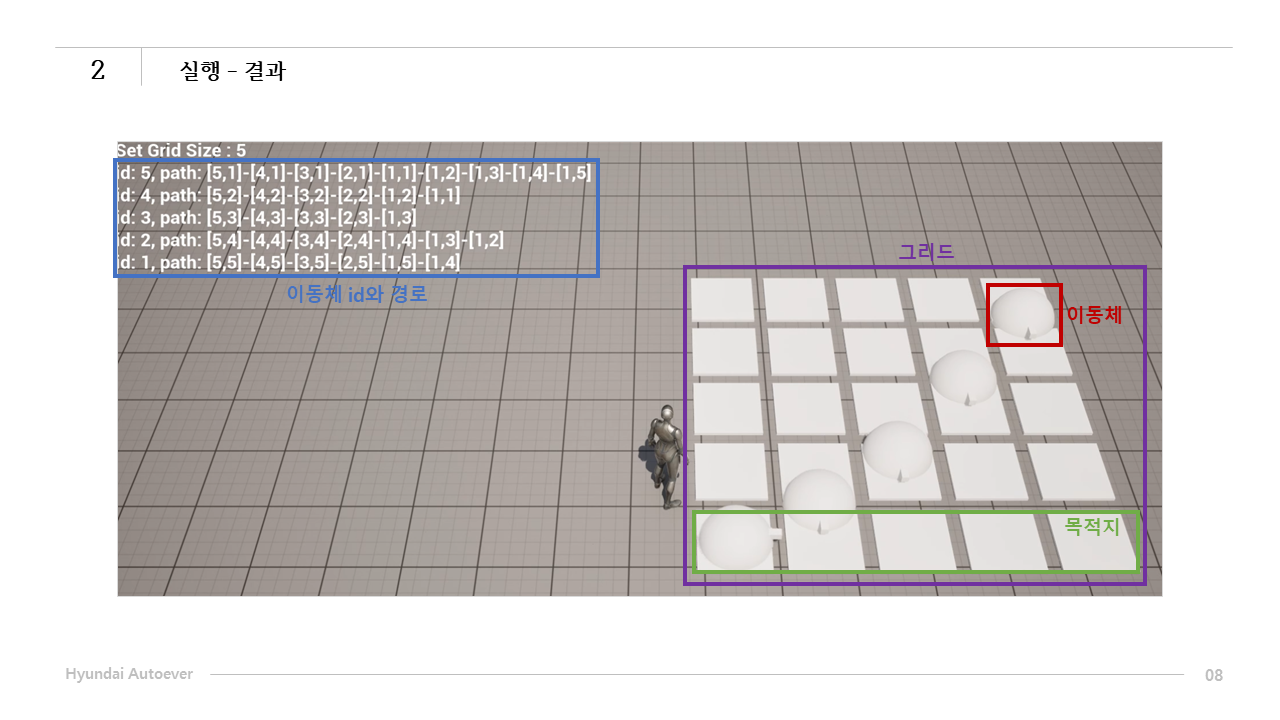 2
실행 – 결과
Set Grid Size : 5
id: 5, path: [5,1]-[4,1]-[3,1]-[2,1]-[1,1]-[1,2]-[1,3]-[1,4]-[1,5]
id: 4, path: [5,2]-[4,2]-[3,2]-[2,2]-[1,2]-[1,1]
id: 3, path: [5,3]-[4,3]-[3,3]-[2,3]-[1,3]
id: 2, path: [5,4]-[4,4]-[3,4]-[2,4]-[1,4]-[1,3]-[1,2]
id: 1, path: [5,5]-[4,5]-[3,5]-[2,5]-[1,5]-[1,4]
이동체 id와 경로
그리드
이동체
목적지
Hyundai Autoever
08